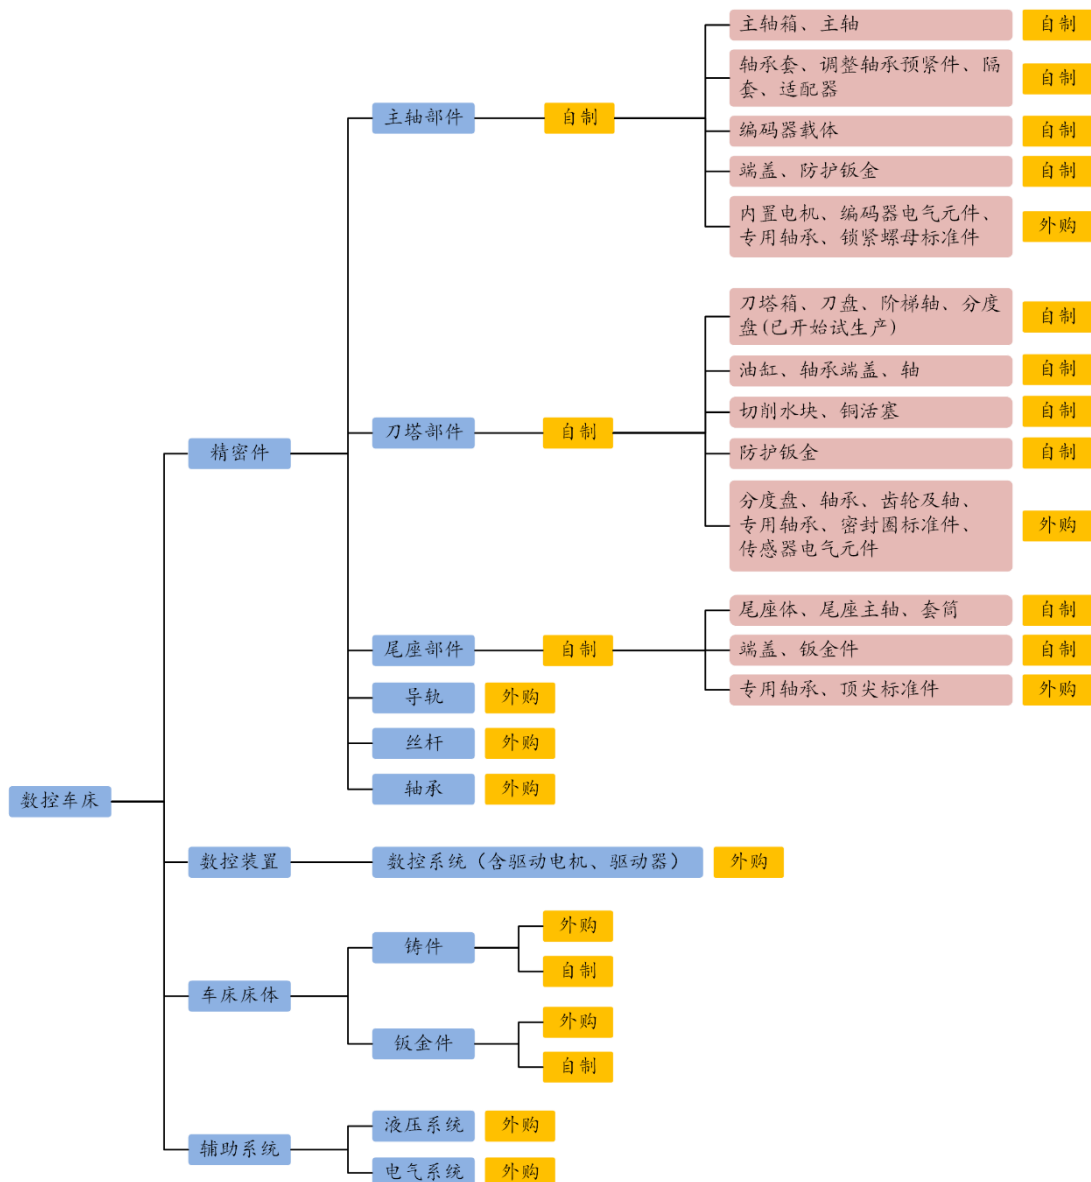 主轴箱、主轴
自制
轴承套、调整轴承预紧件、隔
套、适配器
自制
主轴部件
自制
编码器载体
自制
端盖、防护钣金
自制
内置电机、编码器电气元件、
专用轴承、锁紧螺母标准件
外购
刀塔箱、刀盘、阶梯轴、分度
盘(已开始试生产)
自制
油缸、轴承端盖、轴
自制
切削水块、铜活塞
自制
刀塔部件
自制
精密件
防护钣金
自制
分度盘、轴承、齿轮及轴、
专用轴承、密封圈标准件、
传感器电气元件
外购
尾座体、尾座主轴、套筒
自制
尾座部件
自制
端盖、钣金件
自制
专用轴承、顶尖标准件
外购
导轨
外购
丝杆
外购
轴承
外购
数控车床
数控装置
数控系统（含驱动电机、驱动器）
外购
铸件
外购
自制
车床床体
钣金件
外购
自制
液压系统
外购
辅助系统
电气系统
外购